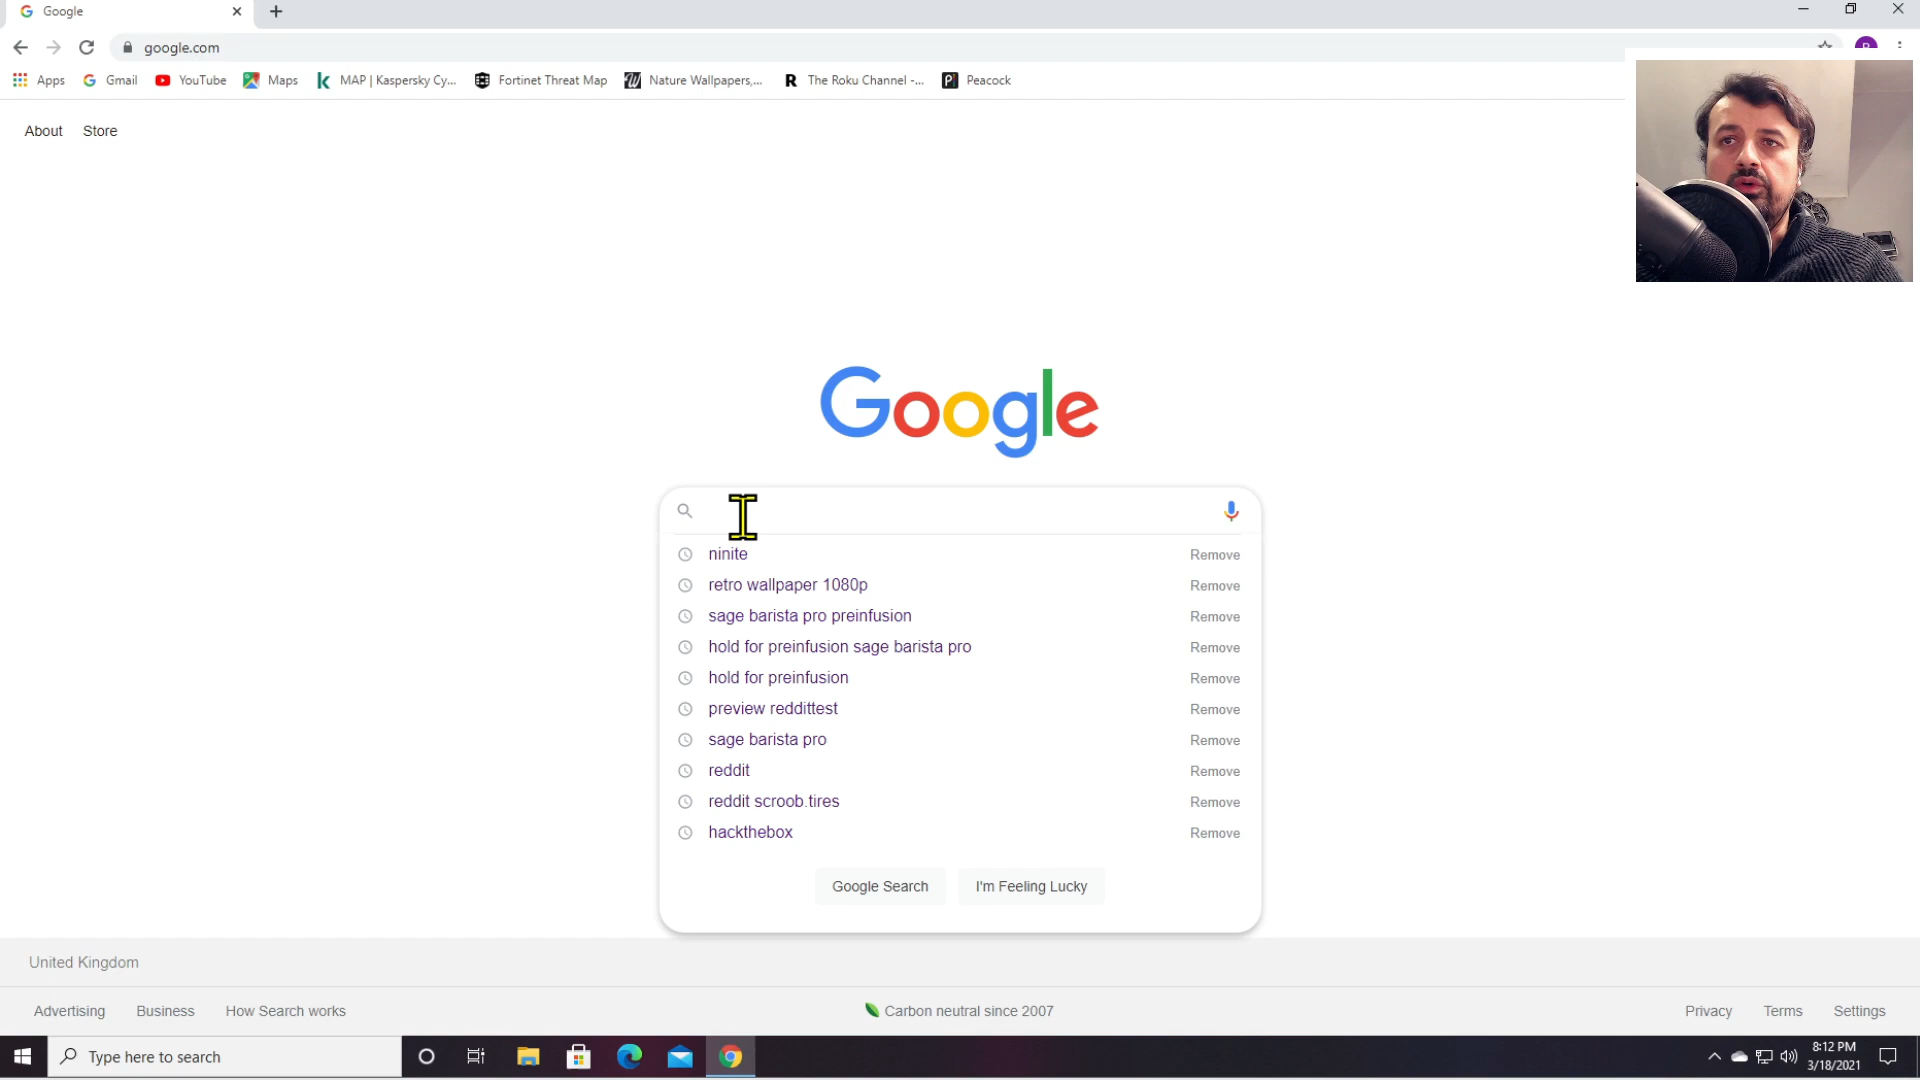 Google
google.com
Apps Gmail YouTube Maps MAP | Kaspersky Cy... Fortinet Threat Map Nature Wallpapers,... The Roku Channel -... Peacock
About Store
Google
ninite Remove
retro wallpaper 1080p Remove
sage barista pro preinfusion Remove
hold for preinfusion sage barista pro Remove
hold for preinfusion Remove
preview reddittest Remove
sage barista pro Remove
reddit Remove
reddit scroob.tires Remove
hackthebox Remove
Google Search I'm Feeling Lucky
United Kingdom
Advertising Business How Search works Carbon neutral since 2007 Privacy Terms Settings
Type here to search 8:12 PM
3/18/2021